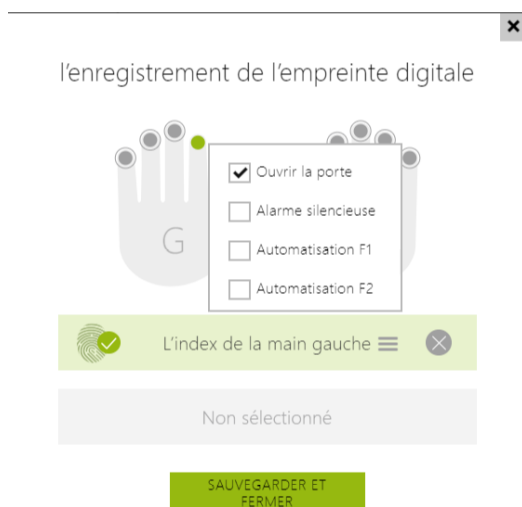 l'enregistrement de l'empreinte digitale
Ouvrir la porte
Alarme silencieuse
G
Automatisation F1
Automatisation F2
L'index de la main gauche
Non sélectionné
SAUVEGARDER ET
FERMER